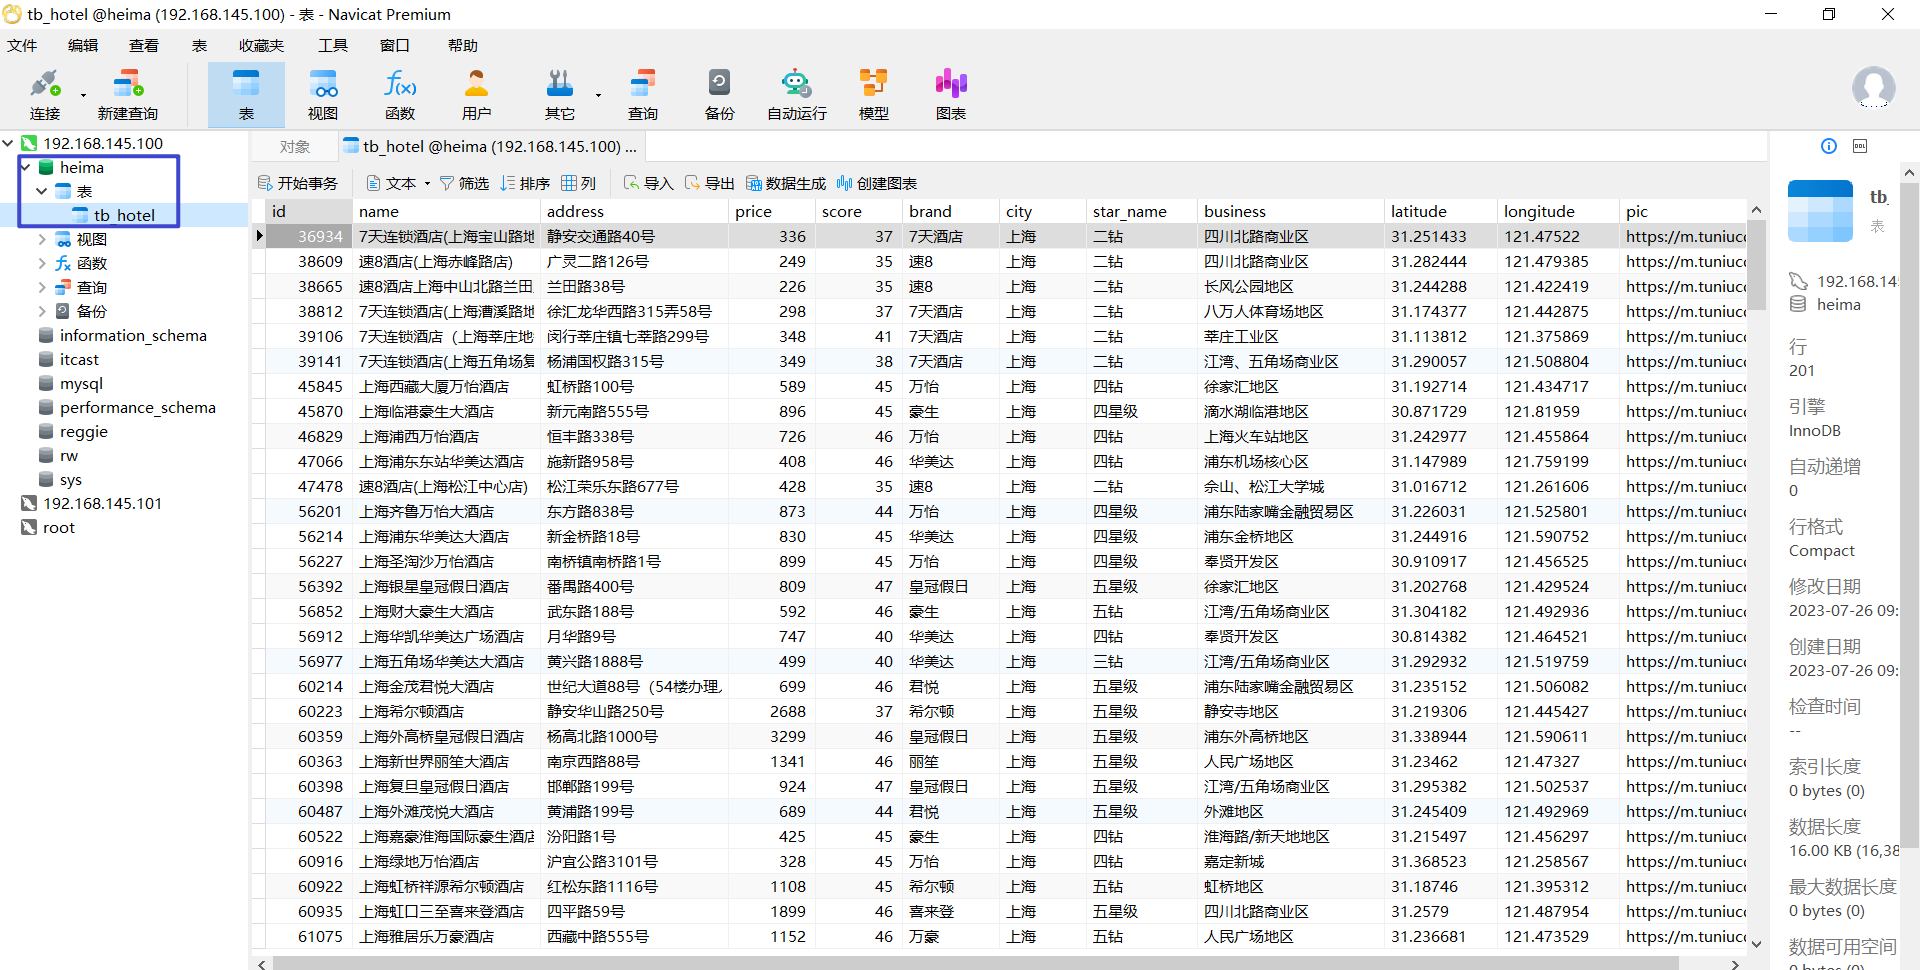 tb_hotel @heima (192.168.145.100) - 表 - Navicat Premium
文件 编辑 查看 表 收藏夹 工具 窗口 帮助
连接 新建查询 表 视图 函数 用户 其它 查询 备份 自动运行 模型 图表
192.168.145.100
heima
表
tb_hotel
视图
函数
查询
备份
information_schema
itcast
mysql
performance_schema
reggie
rw
sys
192.168.145.101
root
对象 tb_hotel @heima (192.168.145.100) ...
开始事务 文本 筛选 排序 列 导入 导出 数据生成 创建图表
id name address price score brand city star_name business latitude longitude pic
36934 7天连锁酒店(上海宝山路地 静安交通路40号 336 37 7天酒店 上海 二钻 四川北路商业区 31.251433 121.47522 https://m.tuniucc
38609 速8酒店(上海赤峰路店) 广灵二路126号 249 35 速8 上海 二钻 四川北路商业区 31.282444 121.479385 https://m.tuniucc
38665 速8酒店上海中山北路兰田 兰田路38号 226 35 速8 上海 二钻 长风公园地区 31.244288 121.422419 https://m.tuniucc
38812 7天连锁酒店(上海漕溪路地 徐汇龙华西路315弄58号 298 37 7天酒店 上海 二钻 八万人体育场地区 31.174377 121.442875 https://m.tuniucc
39106 7天连锁酒店（上海莘庄地 闵行莘庄镇七莘路299号 348 41 7天酒店 上海 二钻 莘庄工业区 31.113812 121.375869 https://m.tuniucc
39141 7天连锁酒店(上海五角场复 杨浦国权路315号 349 38 7天酒店 上海 二钻 江湾、五角场商业区 31.290057 121.508804 https://m.tuniucc
45845 上海西藏大厦万怡酒店 虹桥路100号 589 45 万怡 上海 四钻 徐家汇地区 31.192714 121.434717 https://m.tuniucc
45870 上海临港豪生大酒店 新元南路555号 896 45 豪生 上海 四星级 滴水湖临港地区 30.871729 121.81959 https://m.tuniucc
46829 上海浦西万怡酒店 恒丰路338号 726 46 万怡 上海 四钻 上海火车站地区 31.242977 121.455864 https://m.tuniucc
47066 上海浦东东站华美达酒店 施新路958号 408 46 华美达 上海 四钻 浦东机场核心区 31.147989 121.759199 https://m.tuniucc
47478 速8酒店(上海松江中心店) 松江荣乐东路677号 428 35 速8 上海 二钻 佘山、松江大学城 31.016712 121.261606 https://m.tuniucc
56201 上海齐鲁万怡大酒店 东方路838号 873 44 万怡 上海 四星级 浦东陆家嘴金融贸易区 31.226031 121.525801 https://m.tuniucc
56214 上海浦东华美达大酒店 新金桥路18号 830 45 华美达 上海 四星级 浦东金桥地区 31.244916 121.590752 https://m.tuniucc
56227 上海圣淘沙万怡酒店 南桥镇南桥路1号 899 45 万怡 上海 四星级 奉贤开发区 30.910917 121.456525 https://m.tuniucc
56392 上海银星皇冠假日酒店 番禺路400号 809 47 皇冠假日 上海 五星级 徐家汇地区 31.202768 121.429524 https://m.tuniucc
56852 上海财大豪生大酒店 武东路188号 592 46 豪生 上海 五钻 江湾/五角场商业区 31.304182 121.492936 https://m.tuniucc
56912 上海华凯华美达广场酒店 月华路9号 747 40 华美达 上海 四钻 奉贤开发区 30.814382 121.464521 https://m.tuniucc
56977 上海五角场华美达大酒店 黄兴路1888号 499 40 华美达 上海 三钻 江湾/五角场商业区 31.292932 121.519759 https://m.tuniucc
60214 上海金茂君悦大酒店 世纪大道88号（54楼办理 699 46 君悦 上海 五星级 浦东陆家嘴金融贸易区 31.235152 121.506082 https://m.tuniucc
60223 上海希尔顿酒店 静安华山路250号 2688 37 希尔顿 上海 五星级 静安寺地区 31.219306 121.445427 https://m.tuniucc
60359 上海外高桥皇冠假日酒店 杨高北路1000号 3299 46 皇冠假日 上海 五星级 浦东外高桥地区 31.338944 121.590611 https://m.tuniucc
60363 上海新世界丽笙大酒店 南京西路88号 1341 46 丽笙 上海 五星级 人民广场地区 31.23462 121.47327 https://m.tuniucc
60398 上海复旦皇冠假日酒店 邯郸路199号 924 47 皇冠假日 上海 五星级 江湾/五角场商业区 31.295382 121.502537 https://m.tuniucc
60487 上海外滩茂悦大酒店 黄浦路199号 689 44 君悦 上海 五星级 外滩地区 31.245409 121.492969 https://m.tuniucc
60522 上海嘉豪淮海国际豪生酒店 汾阳路1号 425 45 豪生 上海 四钻 淮海路/新天地地区 31.215497 121.456297 https://m.tuniucc
60916 上海绿地万怡酒店 沪宜公路3101号 328 45 万怡 上海 四钻 嘉定新城 31.368523 121.258567 https://m.tuniucc
60922 上海虹桥祥源希尔顿酒店 红松东路1116号 1108 45 希尔顿 上海 五钻 虹桥地区 31.18746 121.395312 https://m.tuniucc
60935 上海虹口三至喜来登酒店 四平路59号 1899 46 喜来登 上海 五星级 四川北路商业区 31.2579 121.487954 https://m.tuniucc
61075 上海雅居乐万豪酒店 西藏中路555号 1152 46 万豪 上海 五钻 人民广场地区 31.236681 121.473529 https://m.tuniucc
tb_
表
192.168.145
heima
行
201
引擎
InnoDB
自动递增
0
行格式
Compact
修改日期
2023-07-26 09:
创建日期
2023-07-26 09:
检查时间
--
索引长度
0 bytes (0)
数据长度
16.00 KB (16,38
最大数据长度
0 bytes (0)
数据可用空间